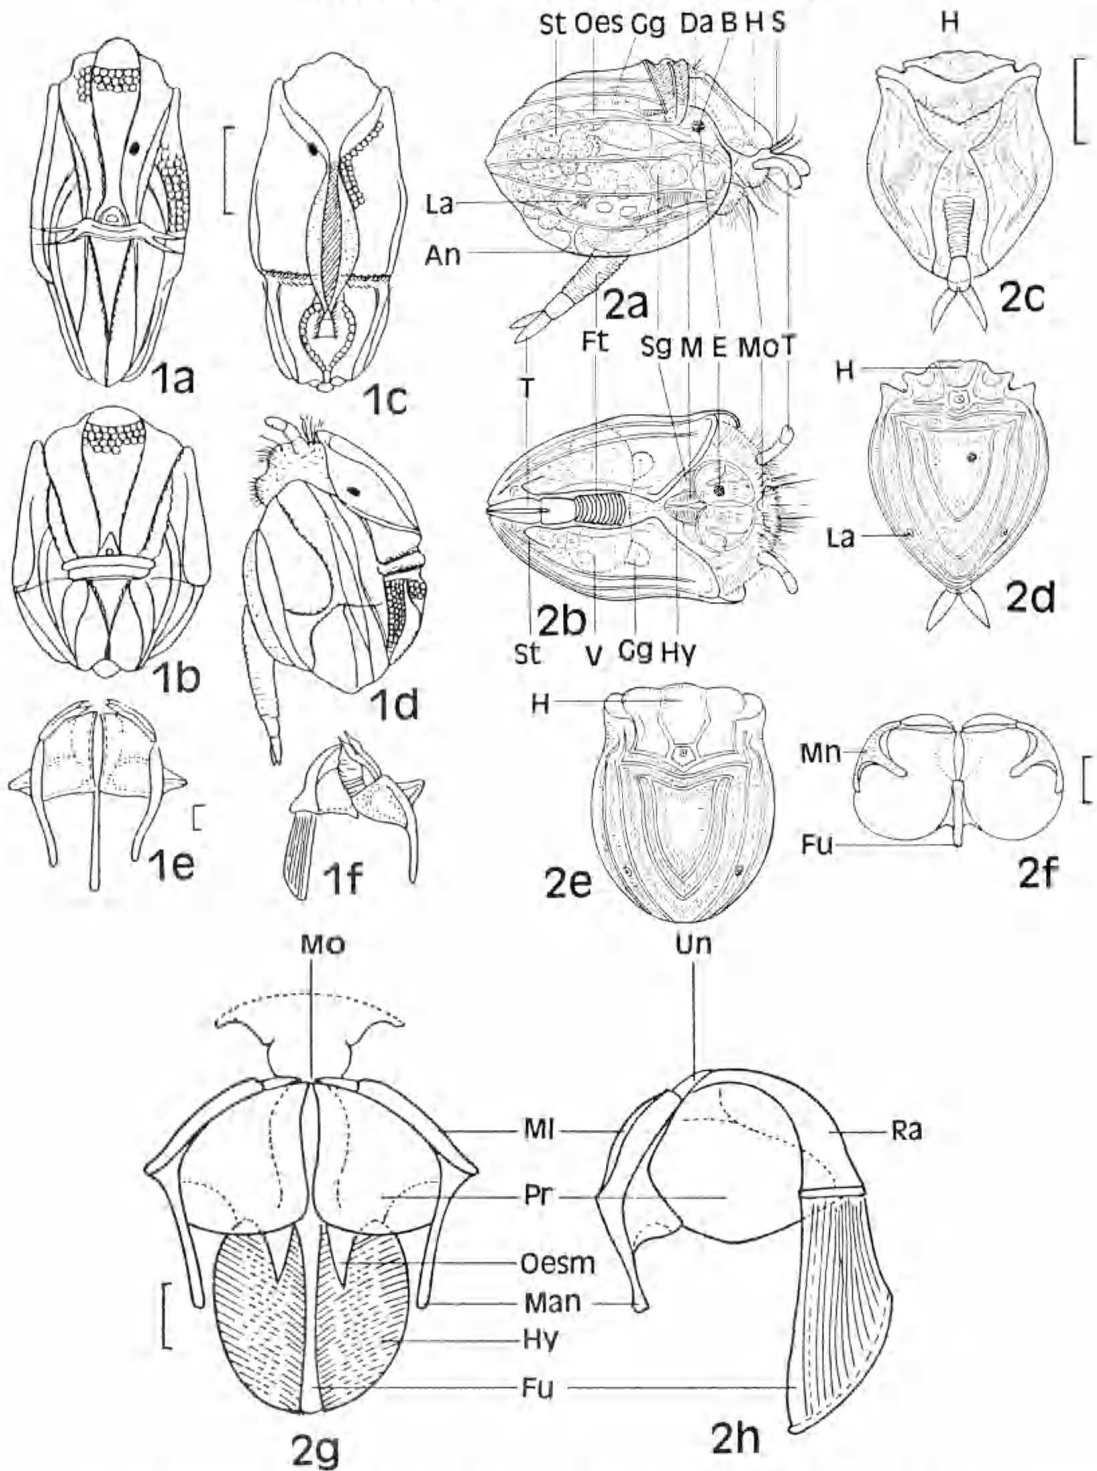 St Oes Gg Da B H S
H
La
An
1a
1c
2a
2c
Ft
Sg M E Mo T
T
H
La
1b
1d
2b
2d
St V Gg Hy
H
Mn
Fu
1e
1f
2e
2f
Mo
Un
Ml
Ra
Pr
Oesm
Man
Hy
Fu
2g
2h